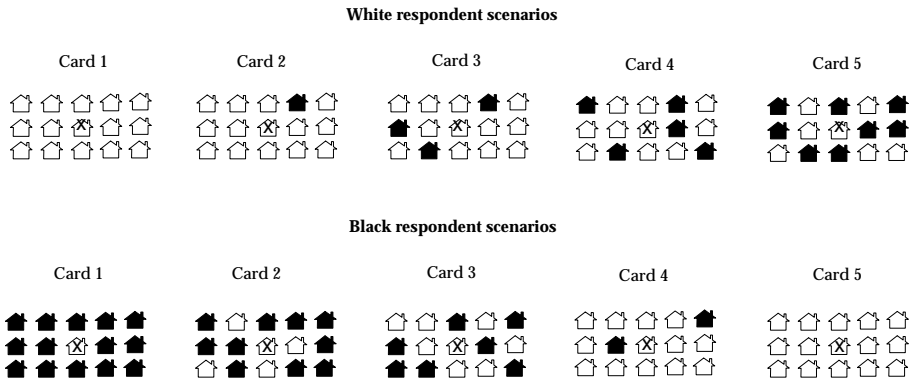 White respondent scenarios
Card 1 Card 2 Card 3 Card 4 Card 5
X X X X X
Black respondent scenarios
Card 1 Card 2 Card 3 Card 4 Card 5
X X X X X